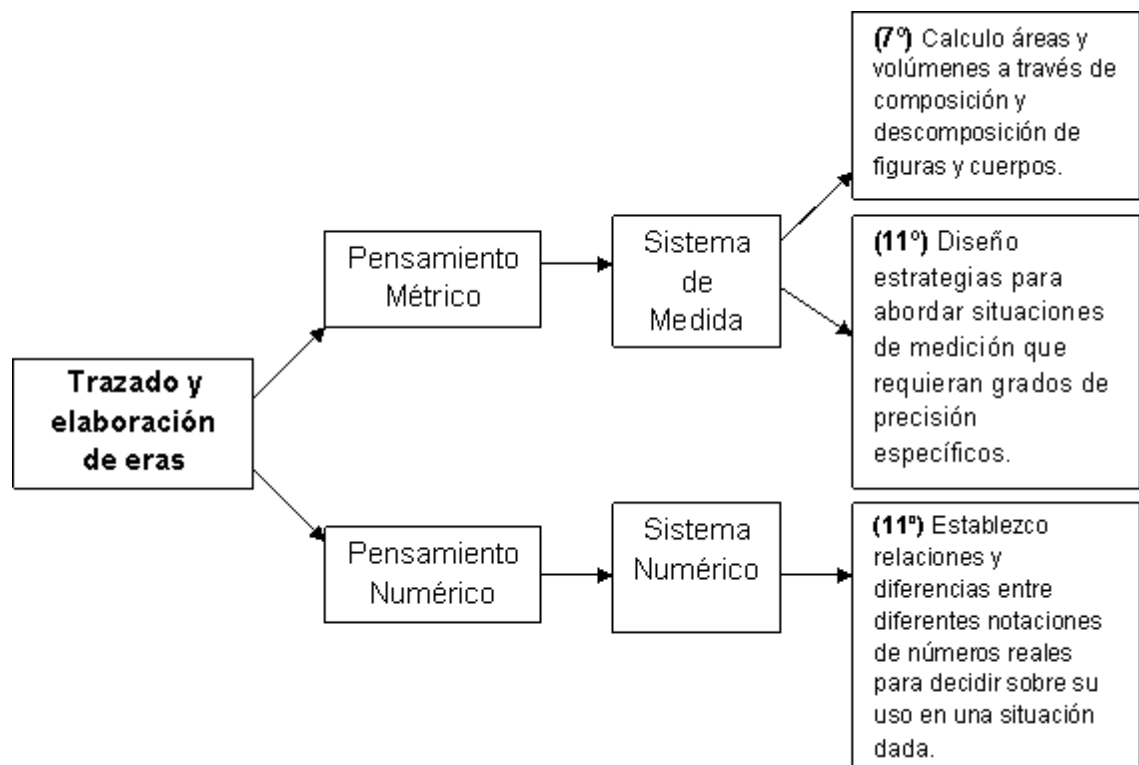 (7º) Calculo áreas y
volúmenes a través de
composición y
descomposición de
figuras y cuerpos.
Pensamiento
Métrico
Sistema
de
Medida
(11º) Diseño
estrategias para
abordar situaciones
de medición que
requieran grados de
precisión
específicos.
Trazado y
elaboración
de eras
Pensamiento
Numérico
Sistema
Numérico
(11º) Establezco
relaciones y
diferencias entre
diferentes notaciones
de números reales
para decidir sobre su
uso en una situación
dada.